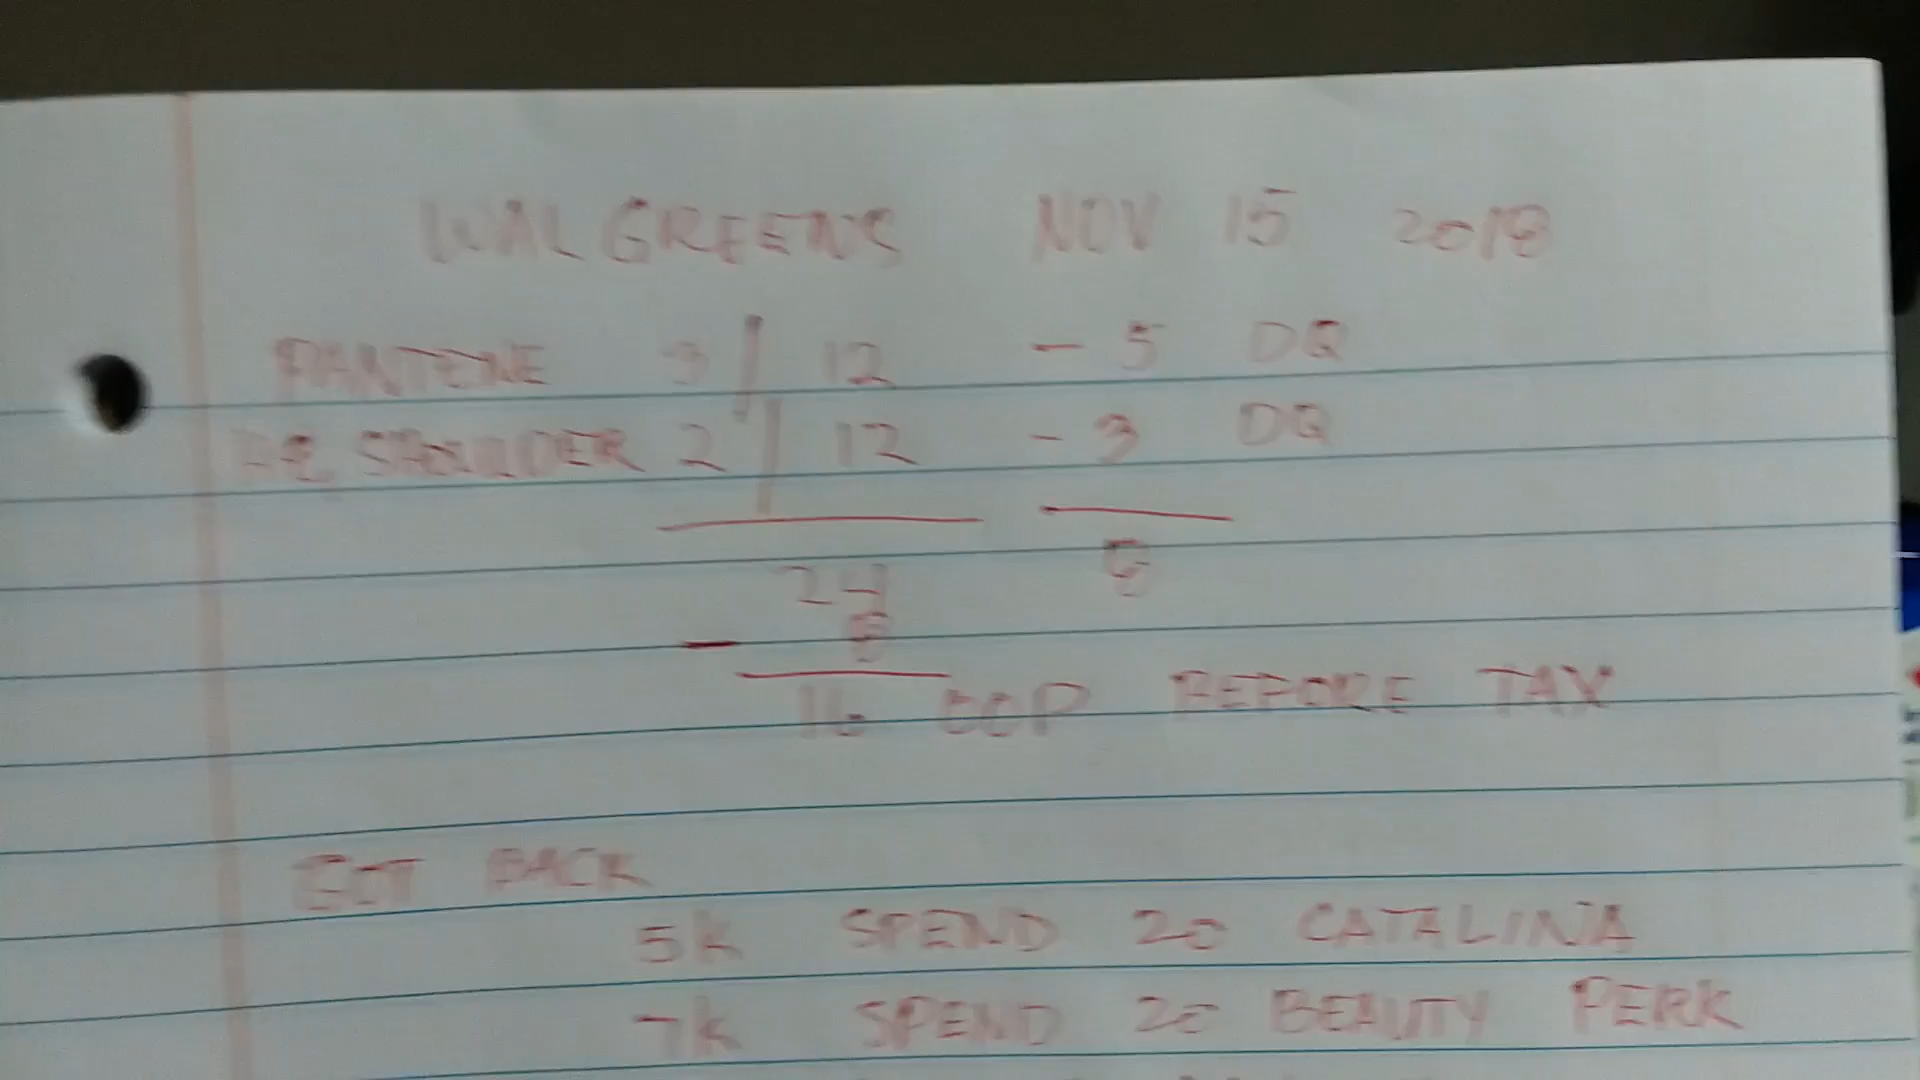 WALGREENS NOV 15 2018
PANTENE 3 / 12 - 5 DQ
SHOULDER 2 / 12 - 3 DQ
24 8
- 8
16 OOP BEFORE TAX
GOT BACK
5K SPEND 20 CATALINA
7K SPEND 20 BEAUTY PERK